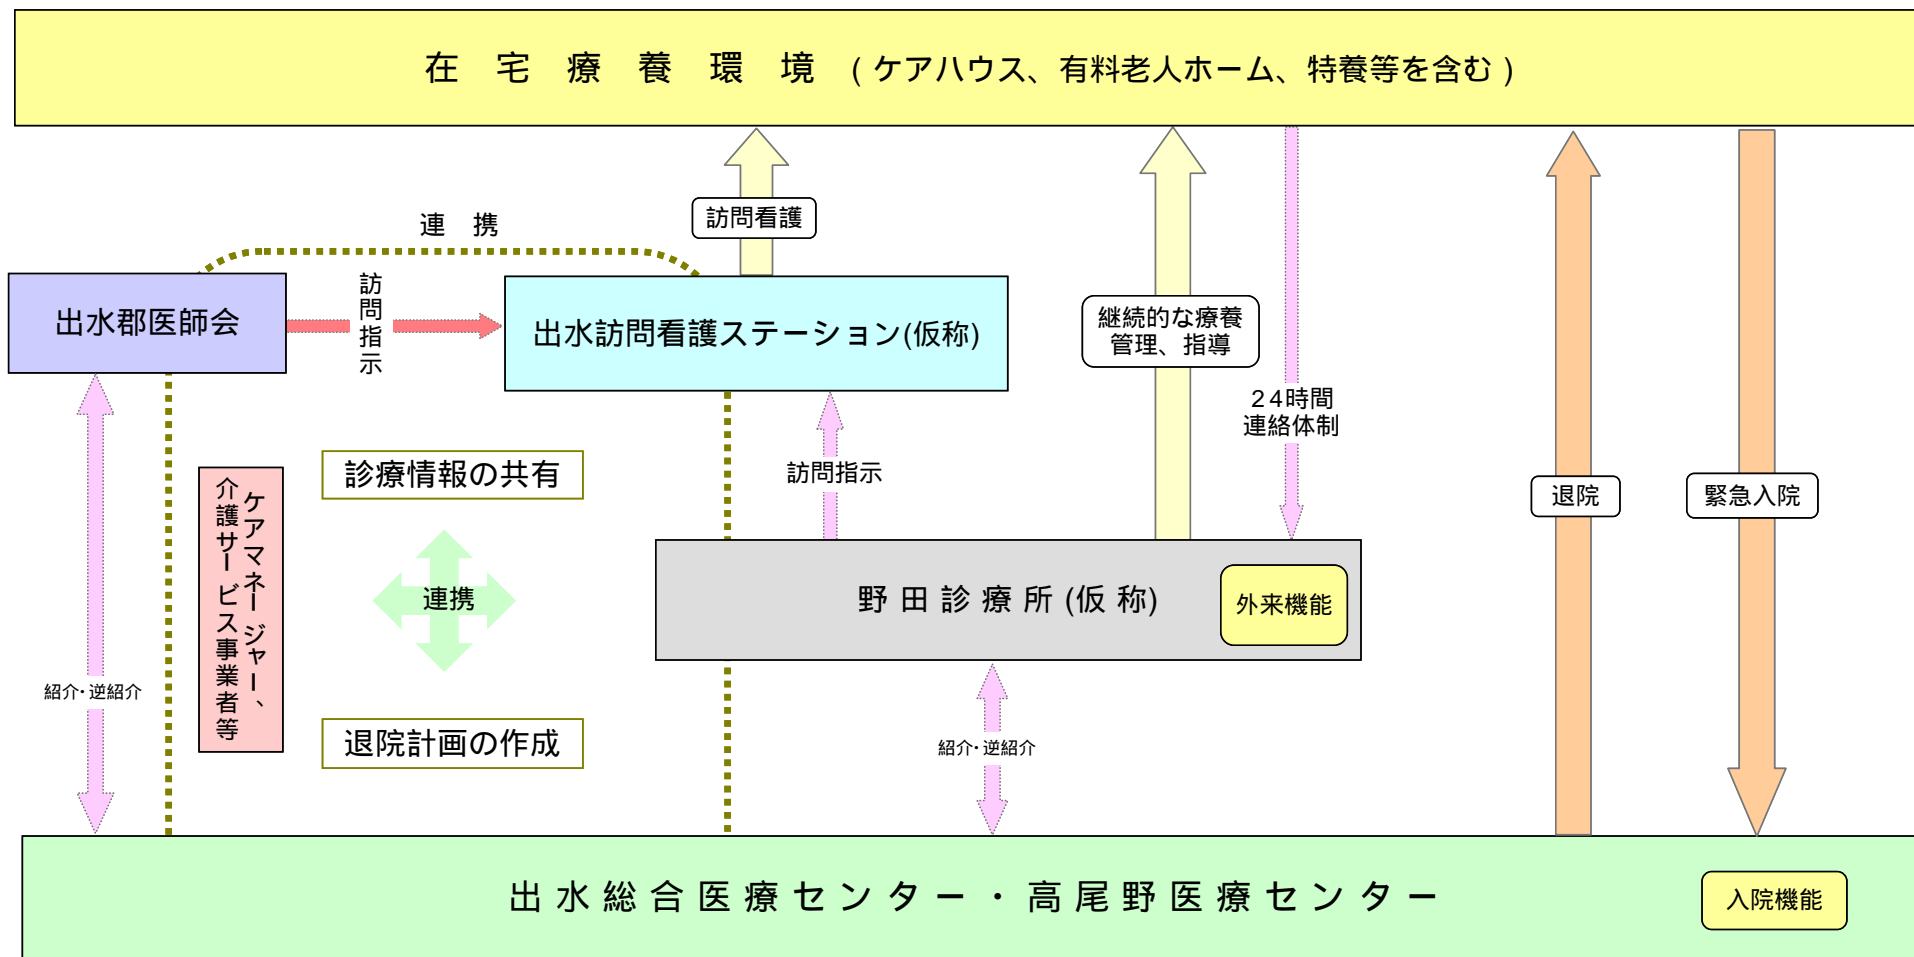 在宅療養環境（ケアハウス、有料老人ホーム、特養等を含む）
訪問看護
連携
出水郡医師会
訪問指示
出水訪問看護ステーション(仮称)
継続的な療養
管理、指導
24時間
連絡体制
診療情報の共有
訪問指示
退院
緊急入院
ケアマネージャー、
介護サービス事業者等
連携
野田診療所(仮称)
外来機能
紹介・逆紹介
退院計画の作成
紹介・逆紹介
出水総合医療センター・高尾野医療センター
入院機能